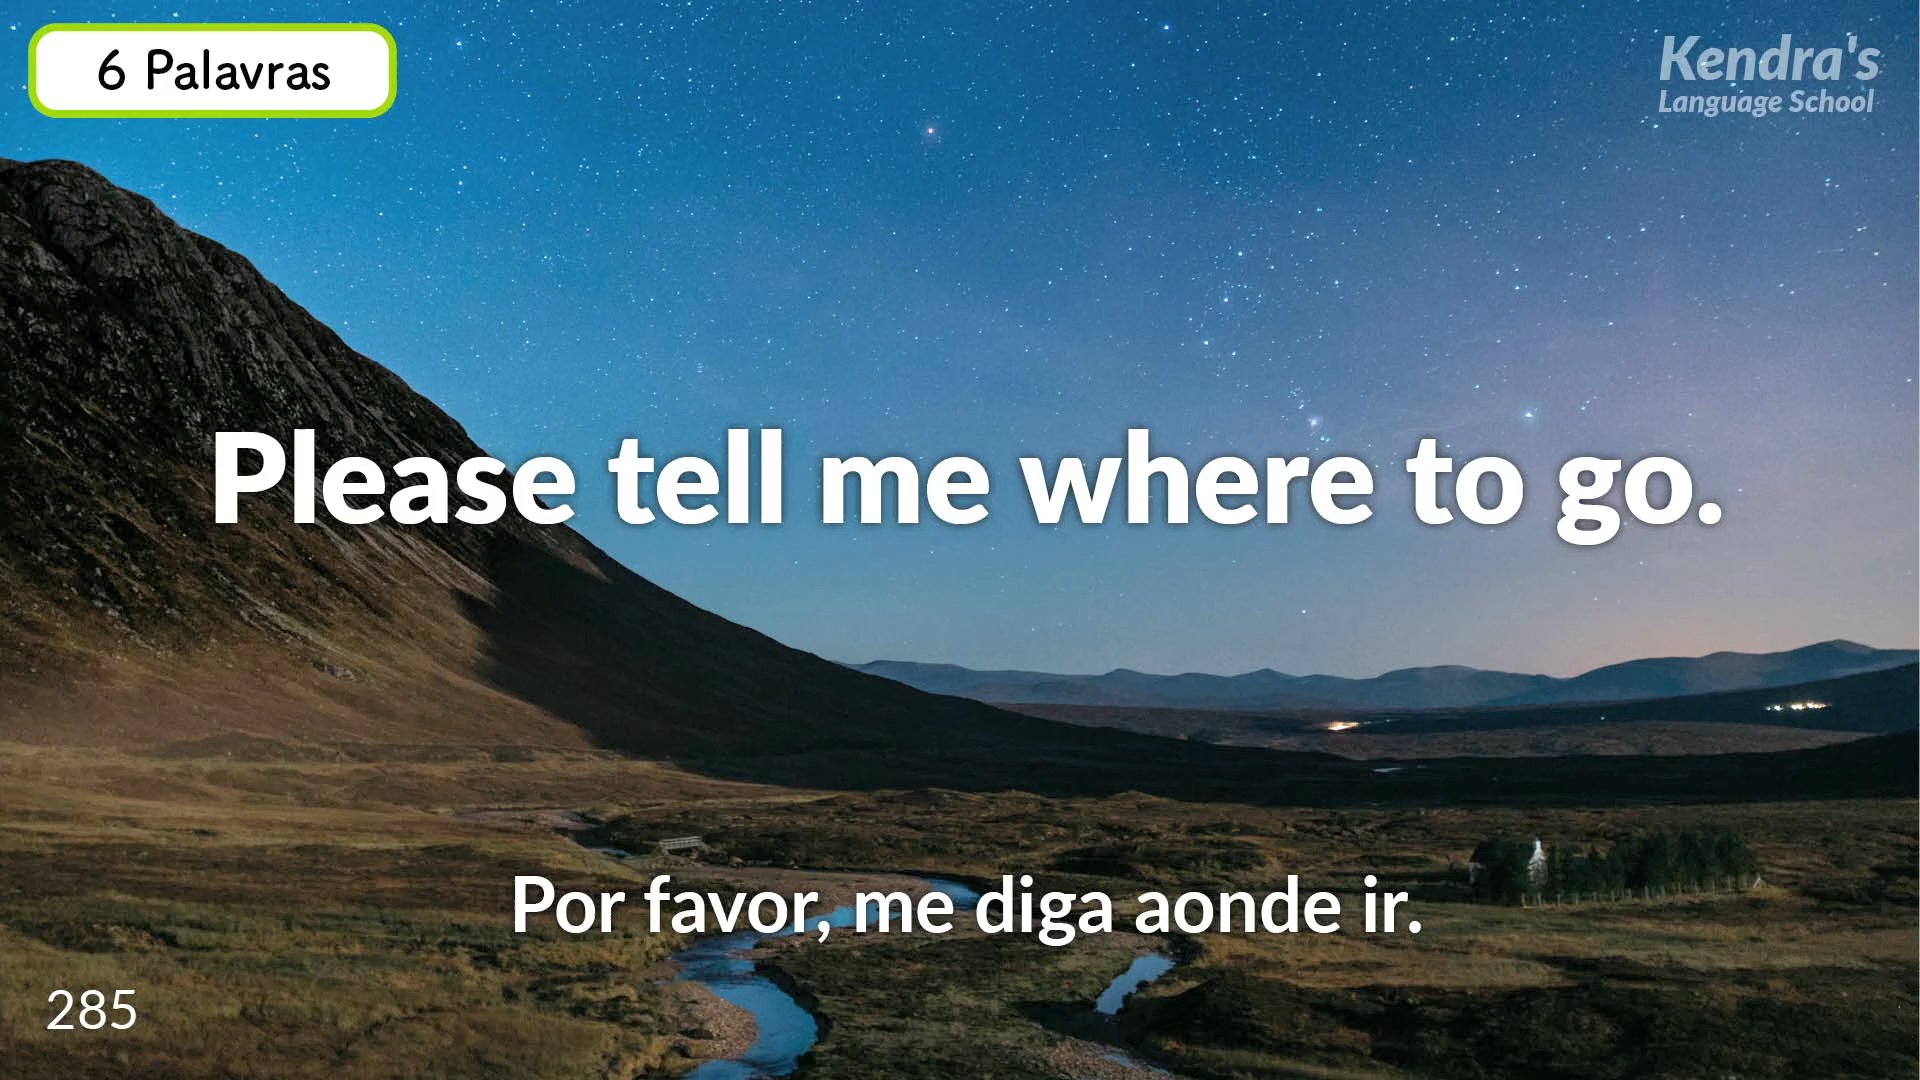 6 Palavras
Kendra's
Language School
Please tell me where to go.
Por favor, me diga aonde ir.
285